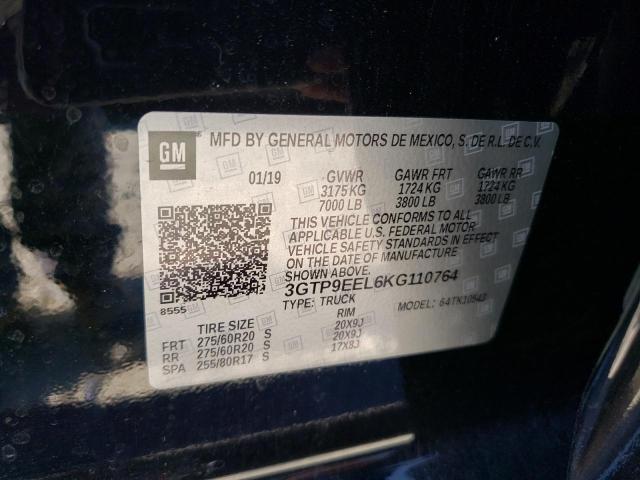 GM MFD BY GENERAL MOTORS DE MEXICO, S. DE R.L. DE C.V.
01/19 GVWR GAWR FRT GAWR RR
3175 KG 1724 KG 1724 KG
7000 LB 3800 LB 3800 LB
THIS VEHICLE CONFORMS TO ALL
APPLICABLE U.S. FEDERAL MOTOR
VEHICLE SAFETY STANDARDS IN EFFECT
ON THE DATE OF MANUFACTURE
SHOWN ABOVE.
3GTP9EEL6KG110764
8555
TYPE: TRUCK MODEL: 64TK10543
TIRE SIZE RIM
FRT 275/60R20 S 20X9J
RR 275/60R20 S 20X9J
SPA 255/80R17 S 17X8J